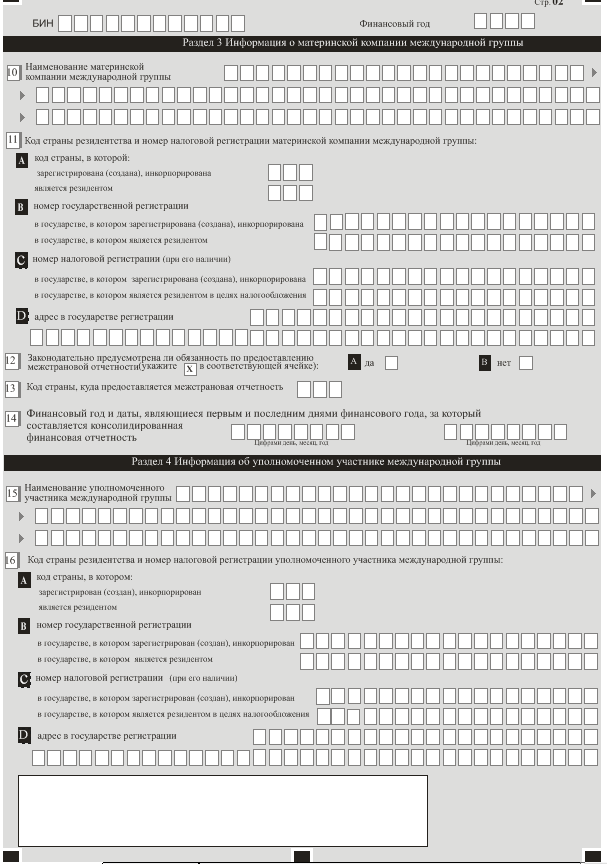 Стр. 02
БИН Финансовый год
Раздел 3 Информация о материнской компании международной группы
10 Наименование материнской
компании международной группы
11 Код страны резидентства и номер налоговой регистрации материнской компании международной группы:
A код страны, в которой:
зарегистрирована (создана), инкорпорирована
является резидентом
B номер государственной регистрации
в государстве, в котором зарегистрирована (создана), инкорпорирована
в государстве, в котором является резидентом
C номер налоговой регистрации (при его наличии)
в государстве, в котором зарегистрирована (создана), инкорпорирована
в государстве, в котором является резидентом в целях налогообложения
D адрес в государстве регистрации
12 Законодательно предусмотрена ли обязанность по предоставлению
межстрановой отчетности(укажите X в соответствующей ячейке): A да B нет
13 Код страны, куда предоставляется межстрановая отчетность
14 Финансовый год и даты, являющиеся первым и последним днями финансового года, за который
составляется консолидированная
финансовая отчетность
Цифрами день, месяц, год Цифрами день, месяц, год
Раздел 4 Информация об уполномоченном участнике международной группы
15 Наименование уполномоченного
участника международной группы
16 Код страны резидентства и номер налоговой регистрации уполномоченного участника международной группы:
A код страны, в котором:
зарегистрирован (создан), инкорпорирован
является резидентом
B номер государственной регистрации
в государстве, в котором зарегистрирован (создан), инкорпорирован
в государстве, в котором является резидентом
C номер налоговой регистрации (при его наличии)
в государстве, в котором зарегистрирован (создан), инкорпорирован
в государстве, в котором является резидентом в целях налогообложения
D адрес в государстве регистрации